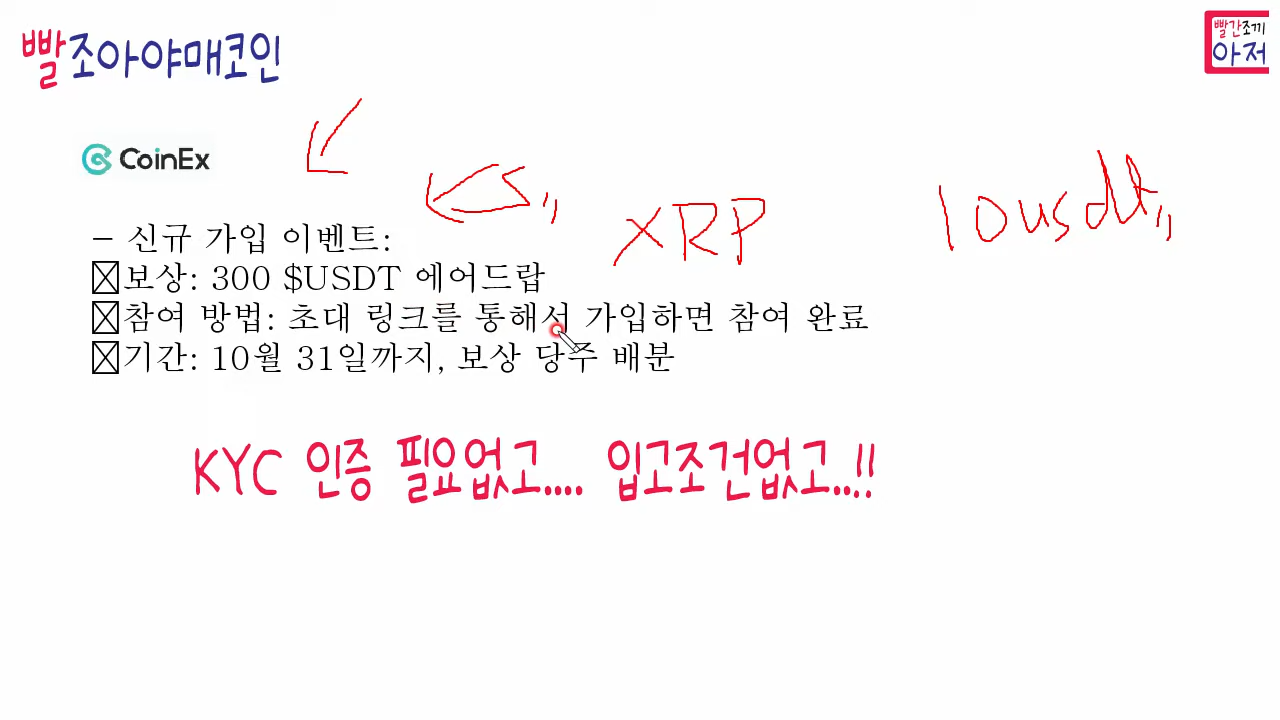 빨조아야매코인
빨간조끼
아저
CoinEx
XRP
10usdt,,
– 신규 가입 이벤트:
보상: 300 $USDT 에어드랍
참여 방법: 초대 링크를 통해서 가입하면 참여 완료
기간: 10월 31일까지, 보상 당주 배분
KYC 인증 필요없고.... 입고조건없고..!!